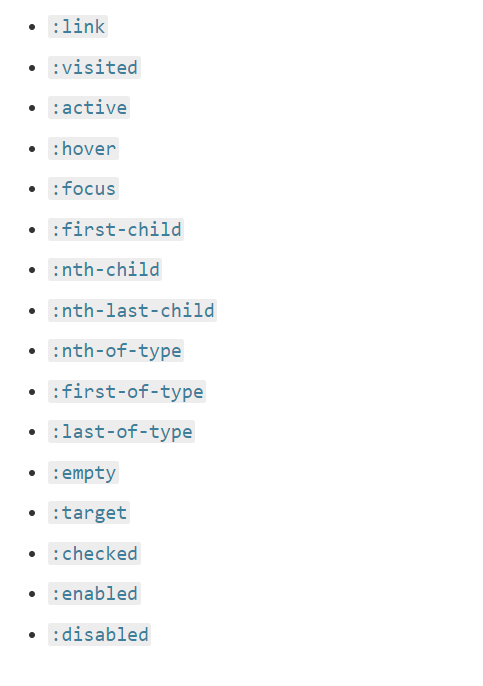 :link
:visited
:active
:hover
:focus
:first-child
:nth-child
:nth-last-child
:nth-of-type
:first-of-type
:last-of-type
:empty
:target
:checked
:enabled
:disabled